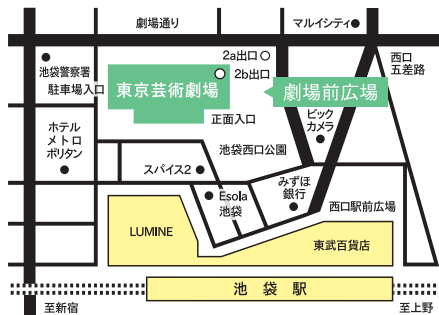 劇場通り
マルイシティ
2a出口
西口
五差路
池袋警察署
2b出口
駐車場入口
東京芸術劇場
劇場前広場
正面入口
ビック
カメラ
ホテル
メトロ
ポリタン
池袋西口公園
スパイス2
みずほ
銀行
Esola
池袋
西口駅前広場
LUMINE
東武百貨店
池袋駅
至新宿
至上野